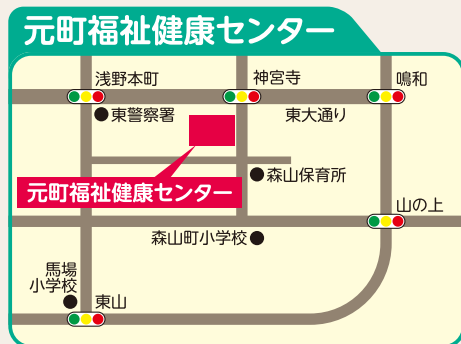 元町福祉健康センター
浅野本町
神宮寺
鳴和
東警察署
東大通り
森山保育所
元町福祉健康センター
山の上
森山町小学校
馬場
小学校
東山